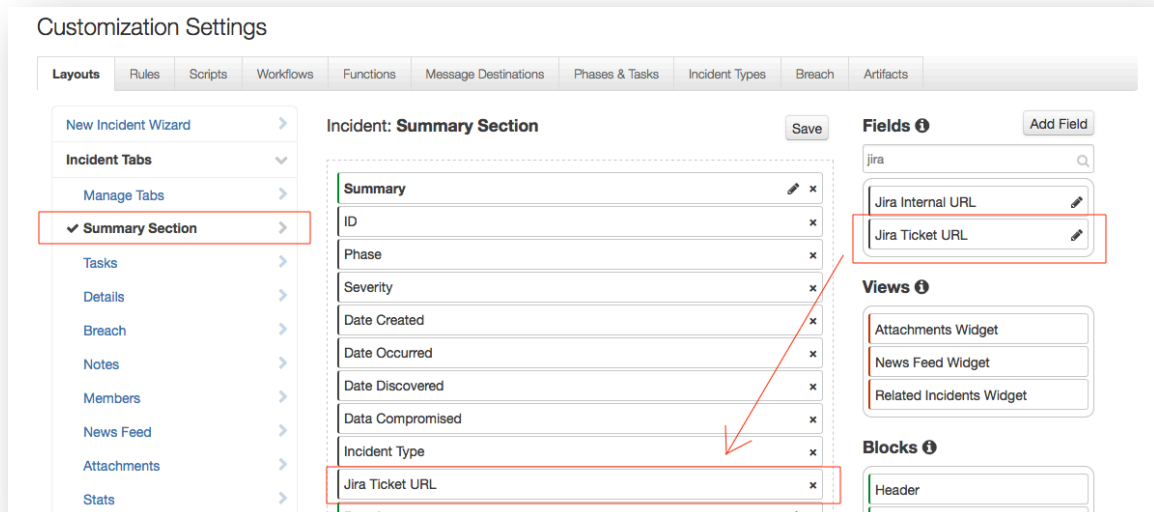 Customization Settings
Layouts Rules Scripts Workflows Functions Message Destinations Phases & Tasks Incident Types Breach Artifacts
New Incident Wizard
Incident Tabs
Manage Tabs
Summary Section
Tasks
Details
Breach
Notes
Members
News Feed
Attachments
Stats
Incident: Summary Section
Save
Summary
ID
Phase
Severity
Date Created
Date Occurred
Date Discovered
Data Compromised
Incident Type
Jira Ticket URL
Fields
Add Field
jira
Jira Internal URL
Jira Ticket URL
Views
Attachments Widget
News Feed Widget
Related Incidents Widget
Blocks
Header